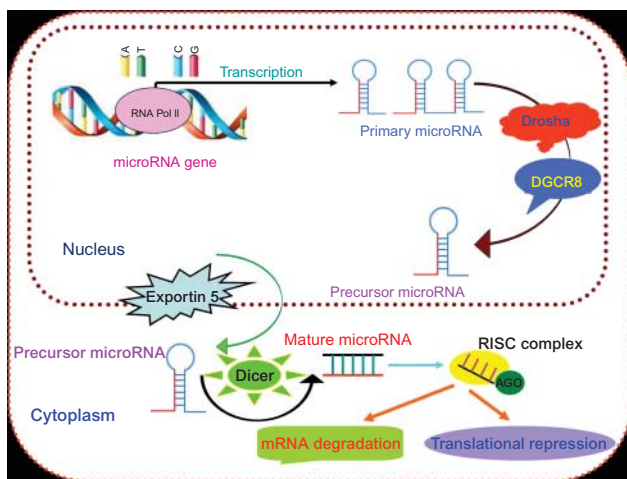 A
T
C
G
Transcription
RNA Pol II
microRNA gene
Primary microRNA
Drosha
DGCR8
Precursor microRNA
Nucleus
Exportin 5
Precursor microRNA
Dicer
Mature microRNA
RISC complex
AGO
Cytoplasm
mRNA degradation
Translational repression